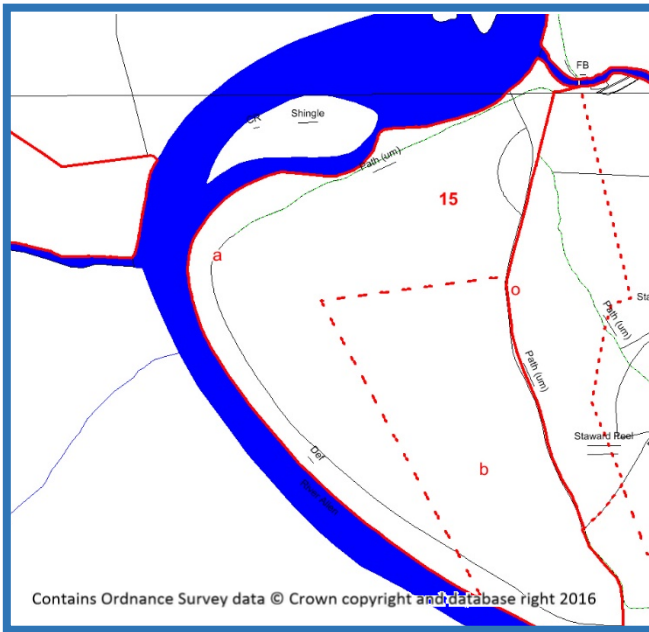 FB
Shingle
Path (um)
15
a
o
Path (um)
Path (um)
Staward Reel
Def
b
Contains Ordnance Survey data © Crown copyright and database right 2016